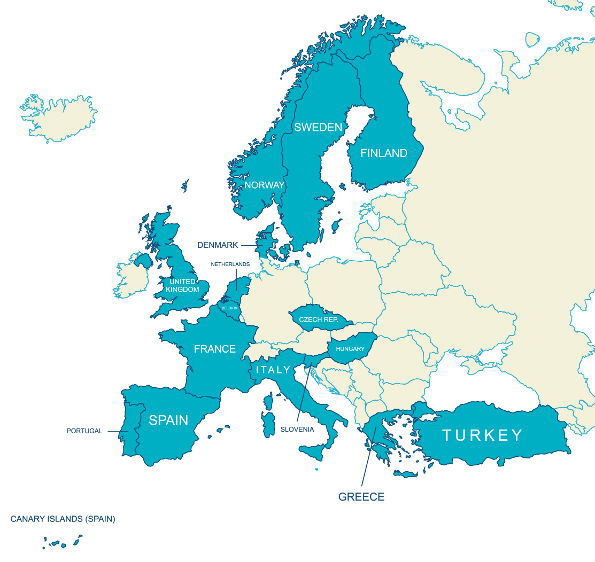 SWEDEN
FINLAND
NORWAY
DENMARK
NETHERLANDS
UNITED
KINGDOM
CZECH REP.
FRANCE
HUNGARY
ITALY
SPAIN
PORTUGAL
SLOVENIA
TURKEY
GREECE
CANARY ISLANDS (SPAIN)